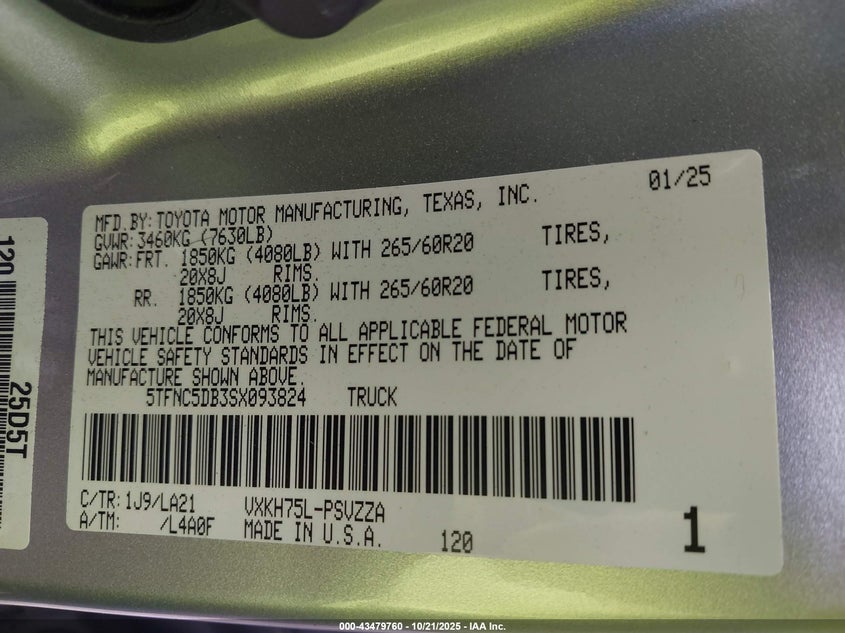 MFD.BY: TOYOTA MOTOR MANUFACTURING, TEXAS, INC. 01/25
GVWR: 3460KG (7630LB)
GAWR: FRT. 1850KG (4080LB) WITH 265/60R20 TIRES,
20X8J RIMS.
RR. 1850KG (4080LB) WITH 265/60R20 TIRES,
20X8J RIMS.
THIS VEHICLE CONFORMS TO ALL APPLICABLE FEDERAL MOTOR
VEHICLE SAFETY STANDARDS IN EFFECT ON THE DATE OF
MANUFACTURE SHOWN ABOVE.
5TFNC5DB3SX093824 TRUCK
C/TR: 1J9/LA21 VXKH75L-PSVZZA
A/TM: /L4A0F MADE IN U.S.A. 120 1
120
25D5T
000-43479760 - 10/21/2025 - IAA Inc.